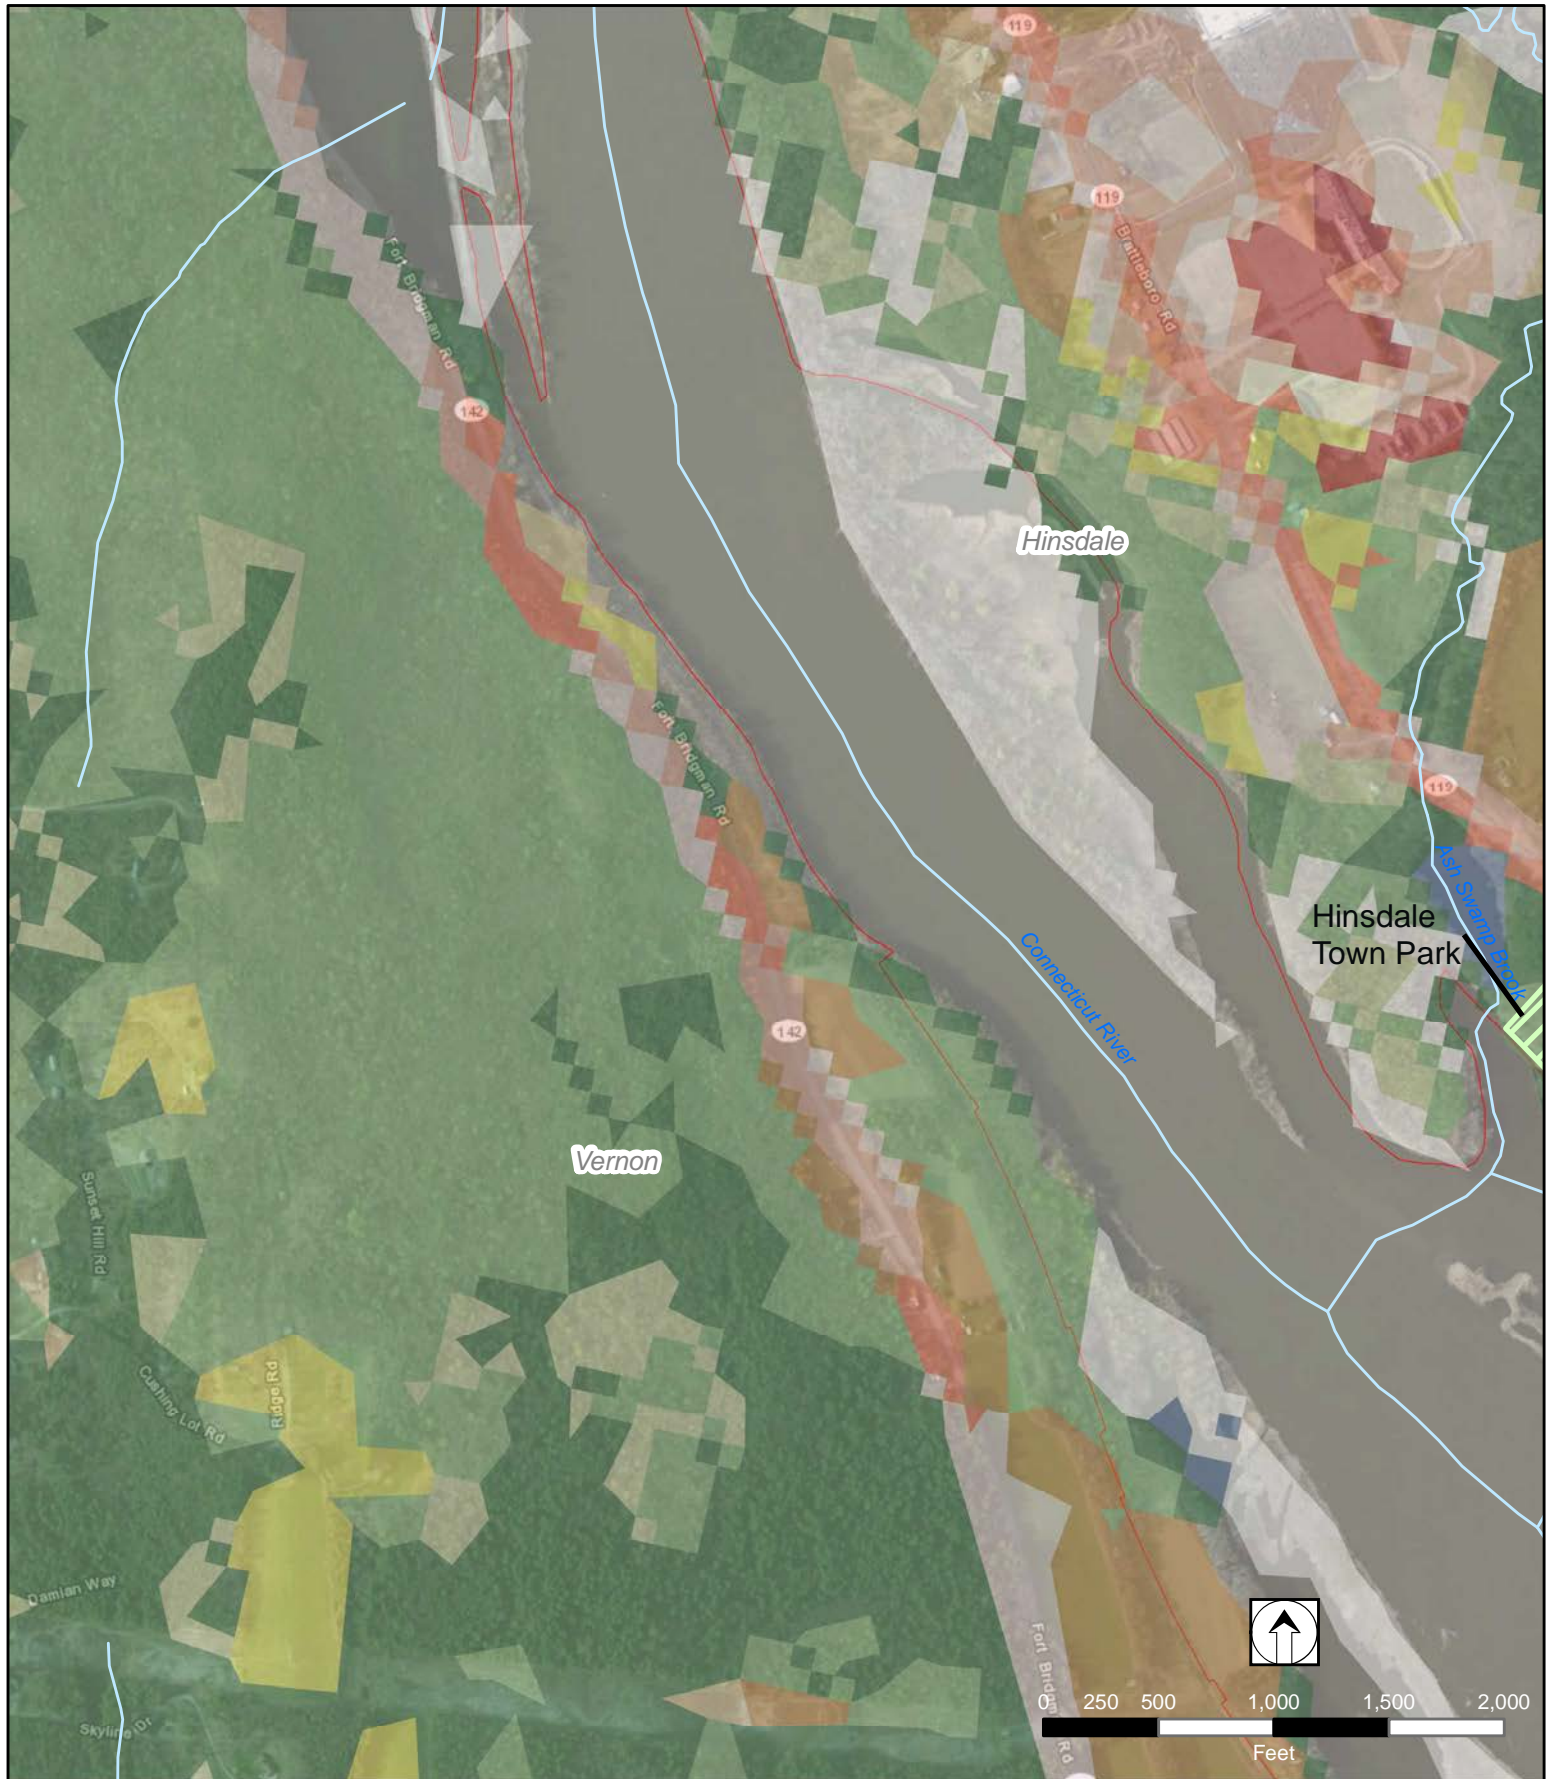 119
119
Brattleboro Rd
Fort Bridgman Rd
142
Hinsdale
Fort Bridgman Rd
119
Ash Swamp Brook
Hinsdale
Town Park
Connecticut River
142
Vernon
Sunset Hill Rd
Cushing Lot Rd
Ridge Rd
Damian Way
Fort Bridgman Rd
Skyline Dr
0 250 500 1,000 1,500 2,000
Feet